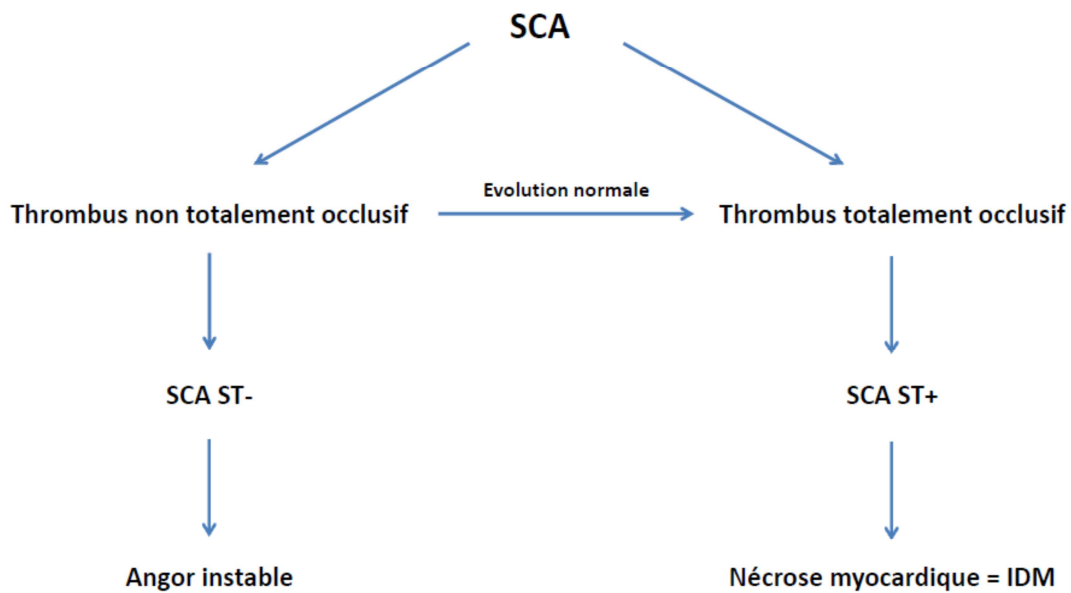 SCA
Evolution normale
Thrombus non totalement occlusif
Thrombus totalement occlusif
SCA ST-
SCA ST+
Angor instable
Nécrose myocardique = IDM